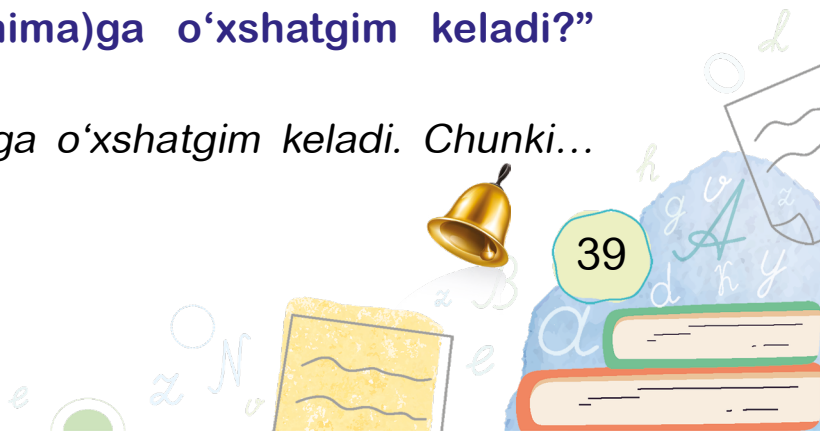 nima)ga o‘xshatgim keladi?”
ga o‘xshatgim keladi. Chunki...
39